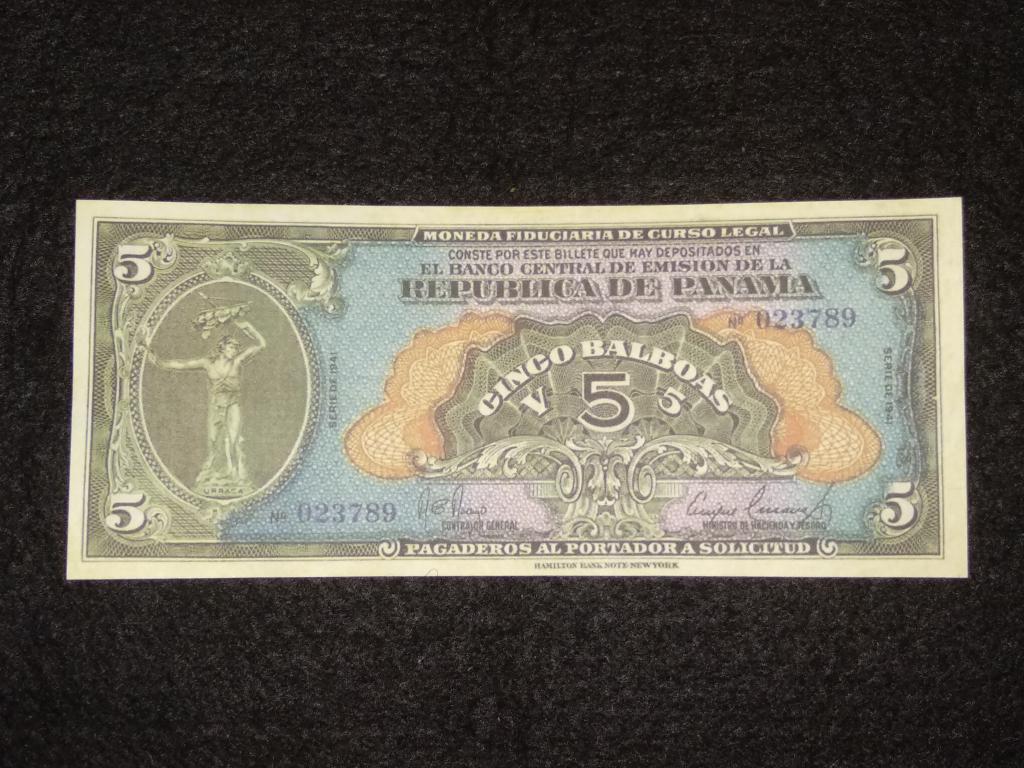 MONEDA FIDUCIARIA DE CURSO LEGAL
5 5
CONSTE POR ESTE BILLETE QUE HAY DEPOSITADOS EN
EL BANCO CENTRAL DE EMISION DE LA
REPUBLICA DE PANAMA
Nº 023789
SERIE DE 1941
SERIE DE 1941
CINCO BALBOAS
V 5 5
URRACA
5 5
Nº 023789
CONTRALOR GENERAL
MINISTRO DE HACIENDA Y TESORO
PAGADEROS AL PORTADOR A SOLICITUD
HAMILTON BANK NOTE NEW YORK